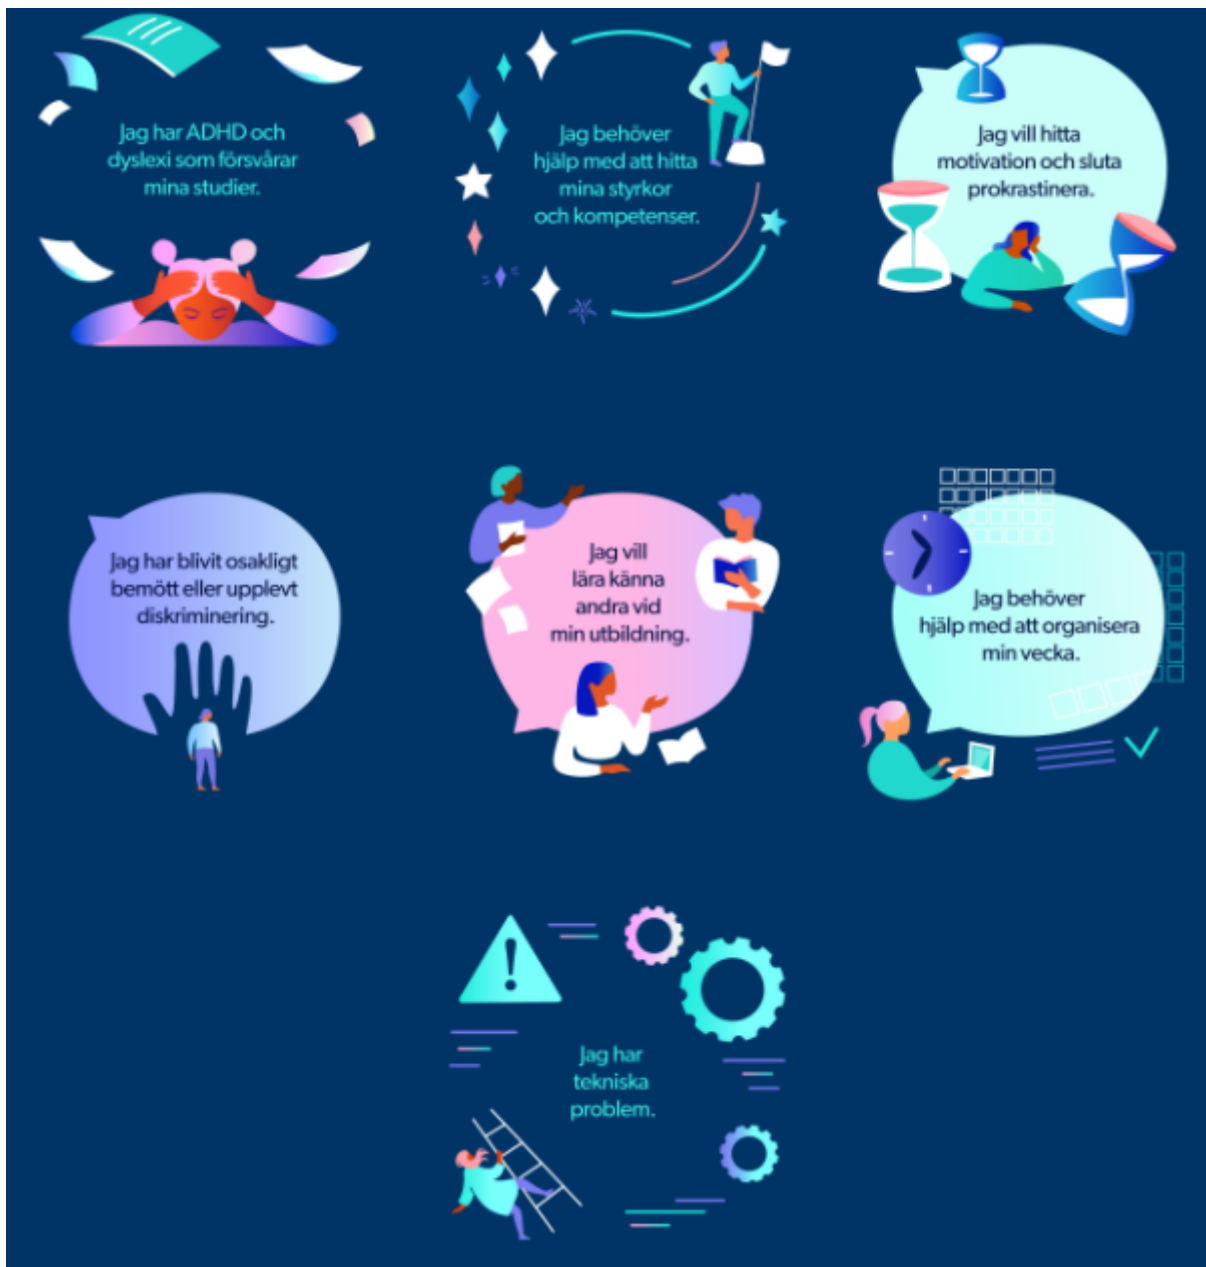 Jag har ADHD och
dyslexi som försvårar
mina studier.
Jag behöver
hjälp med att hitta
mina styrkor
och kompetenser.
Jag vill hitta
motivation och sluta
prokrastinera.
Jag har blivit osakligt
bemött eller upplevt
diskriminering.
Jag vill
lära känna
andra vid
min utbildning.
Jag behöver
hjälp med att organisera
min vecka.
!
Jag har
tekniska
problem.